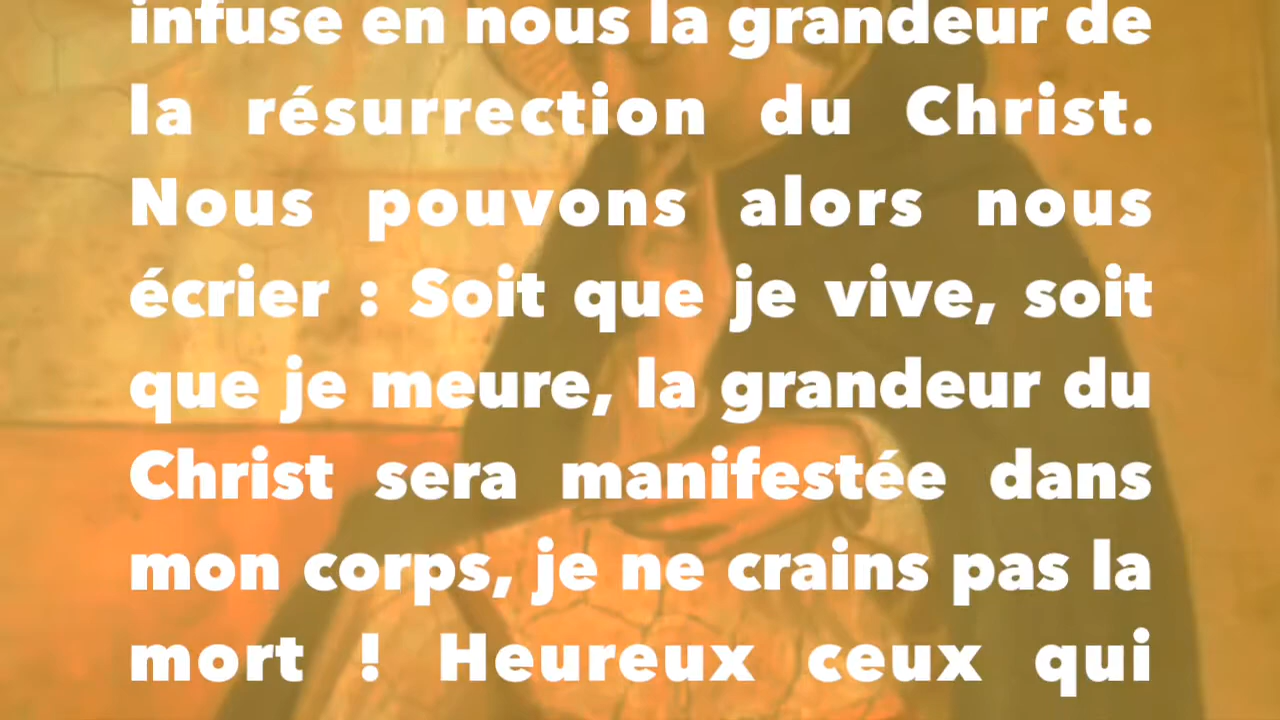 infuse en nous la grandeur de
la résurrection du Christ.
Nous pouvons alors nous
écrier : Soit que je vive, soit
que je meure, la grandeur du
Christ sera manifestée dans
mon corps, je ne crains pas la
mort ! Heureux ceux qui